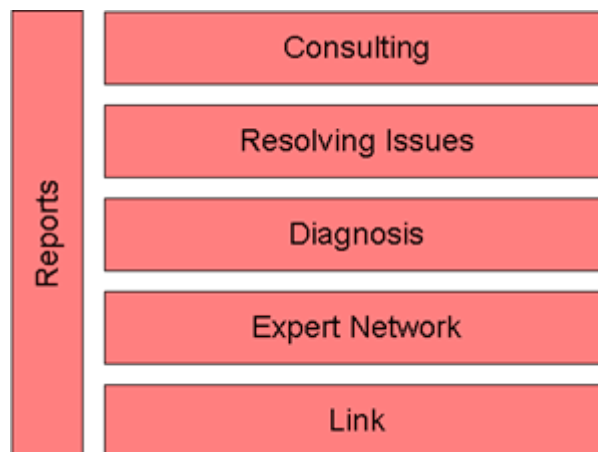 Reports
Consulting
Resolving Issues
Diagnosis
Expert Network
Link